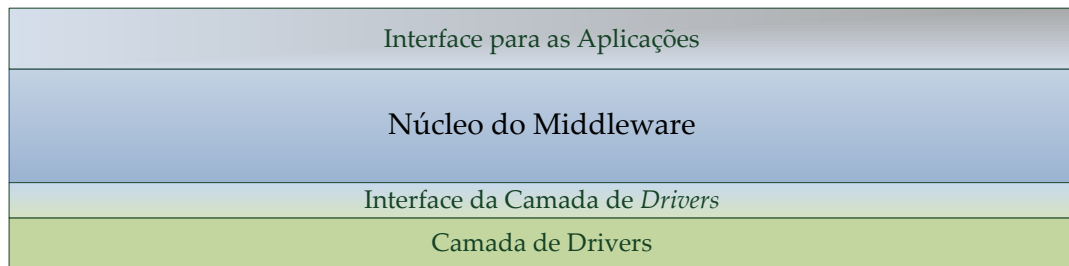 Interface para as Aplicações
Núcleo do Middleware
Interface da Camada de Drivers
Camada de Drivers